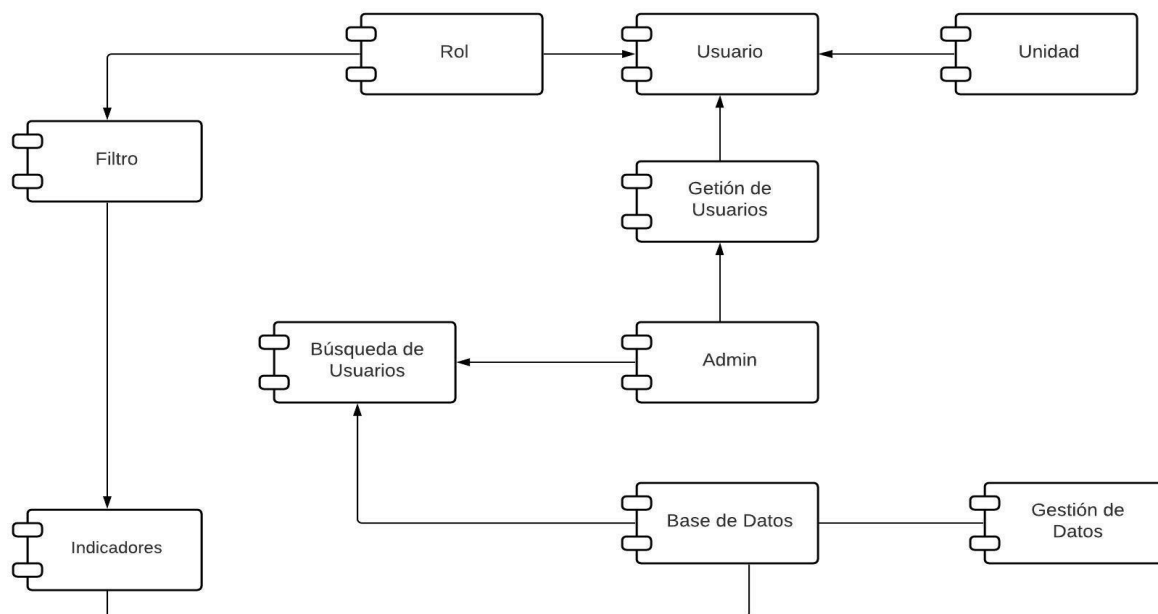 Rol
Usuario
Unidad
Filtro
Getión de
Usuarios
Búsqueda de
Usuarios
Admin
Base de Datos
Gestión de
Datos
Indicadores